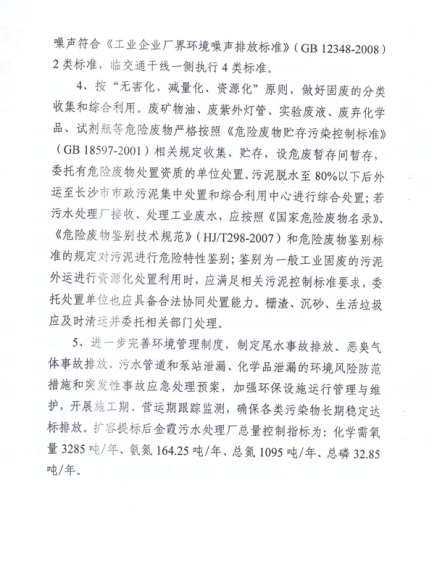 噪声符合《工业企业厂界环境噪声排放标准》(GB 12348-2008)
2 类标准，临交通干线一侧执行 4 类标准。
4、按“无害化、减量化、资源化”原则，做好固废的分类
收集和综合利用。废矿物油、废紫外灯管、实验废液、废弃化学
品、试剂瓶等危险废物严格按照《危险废物贮存污染控制标准》
(GB 18597-2001) 相关规定收集、贮存，设危废暂存间暂存，
委托有危险废物处置资质的单位处置。污泥脱水至 80%以下后外
运至长沙市市政污泥集中处置和综合利用中心进行综合处置；若
污水处理厂接收、处理工业废水，应按照《国家危险废物名录》、
《危险废物鉴别技术规范》(HJ/T298-2007) 和危险废物鉴别标
准的规定对污泥进行危险特性鉴别；鉴别为一般工业固废的污泥
外运进行资源化处置利用时，应满足相关污泥控制标准要求，委
托处置单位也应具备合法协同处置能力。栅渣、沉砂、生活垃圾
应及时清运并委托相关部门处理。
5、进一步完善环境管理制度，制定尾水事故排放、恶臭气
体事故排放、污水管道和泵站泄漏、化学品泄漏的环境风险防范
措施和突发性事故应急处理预案，加强环保设施运行管理与维
护，开展施工期、营运期跟踪监测，确保各类污染物长期稳定达
标排放。扩容提标后金霞污水处理厂总量控制指标为：化学需氧
量 3285 吨/年、氨氮 164.25 吨/年、总氮 1095 吨/年、总磷 32.85
吨/年。